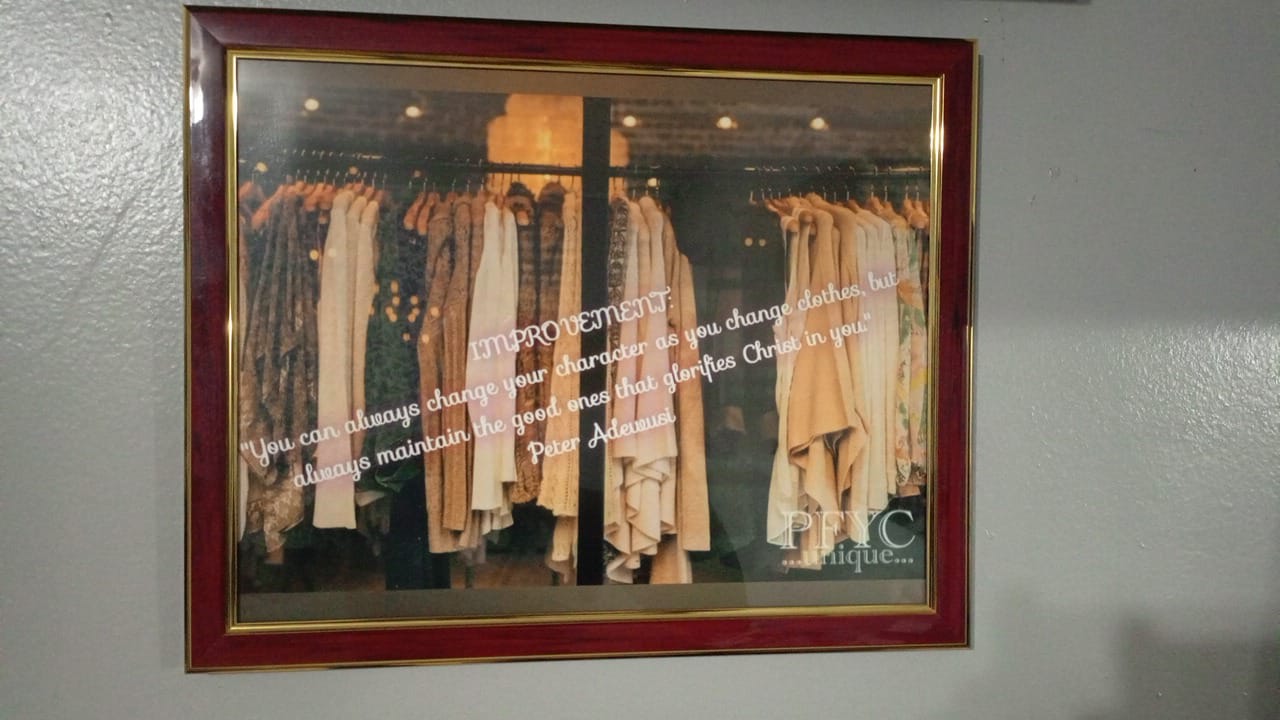 IMPROVEMENT:
"You can always change your character as you change clothes, but
always maintain the good ones that glorifies Christ in you."
Peter Adewusi
PFYC
...unique...